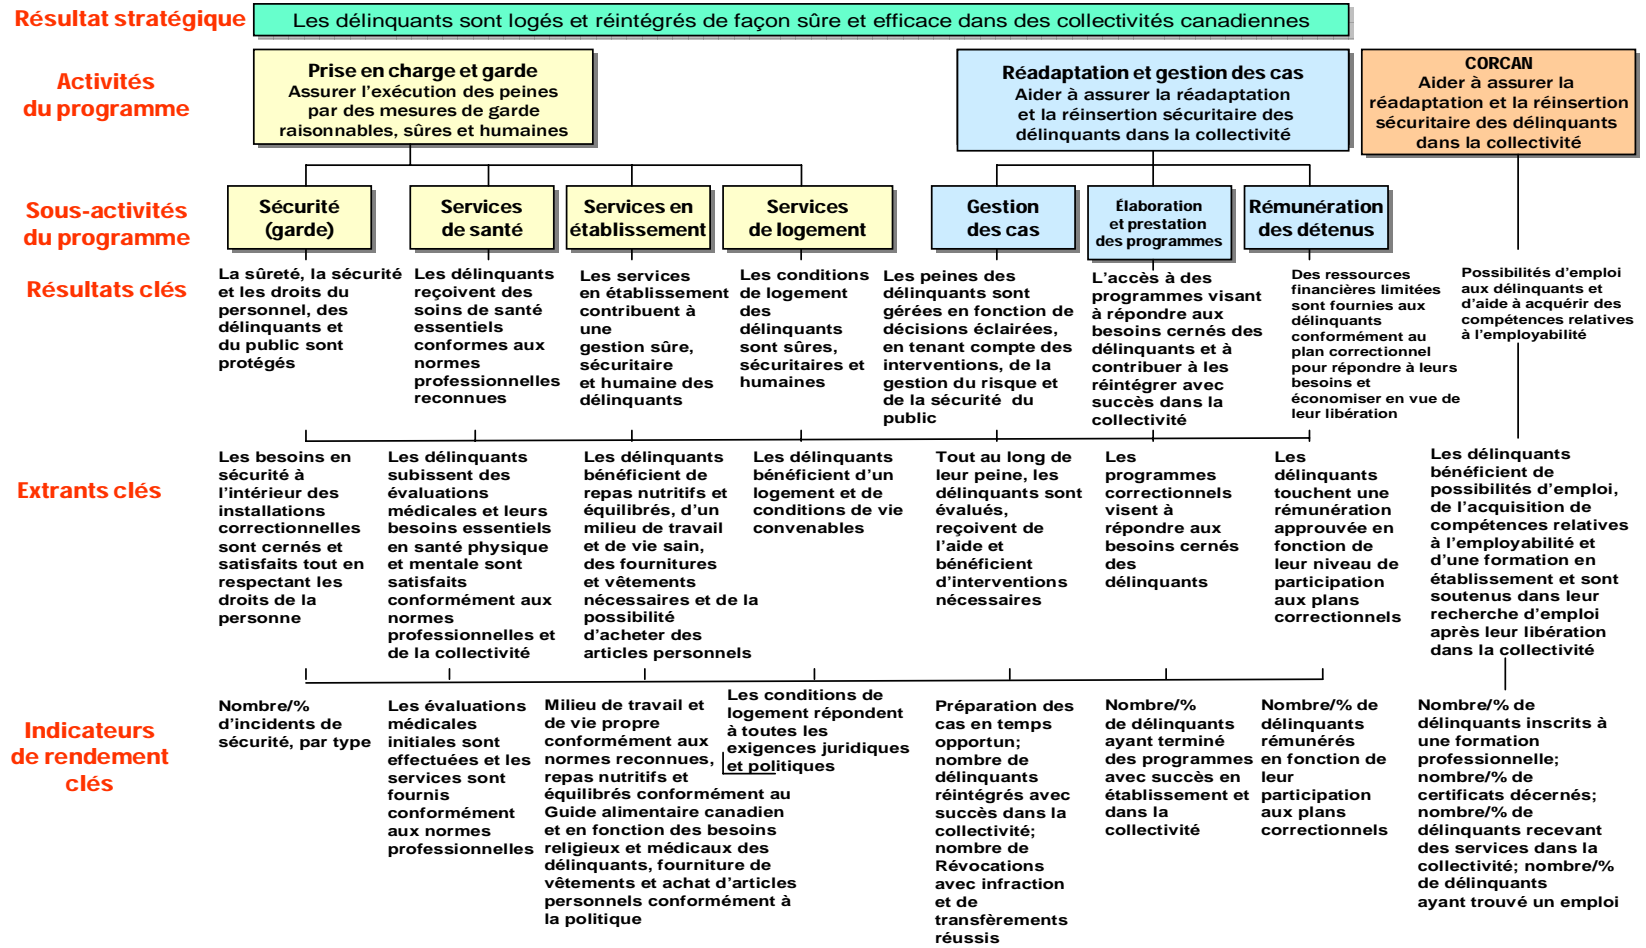 Résultat stratégique
Les délinquants sont logés et réintégrés de façon sûre et efficace dans des collectivités canadiennes
Activités
du programme
Prise en charge et garde
Assurer l'exécution des peines
par des mesures de garde
raisonnables, sûres et humaines
Réadaptation et gestion des cas
Aider à assurer la réadaptation
et la réinsertion sécuritaire des
délinquants dans la collectivité
CORCAN
Aider à assurer la
réadaptation et la réinsertion
sécuritaire des délinquants
dans la collectivité
Sous-activités
du programme
Sécurité
(garde)
Services
de santé
Services en
établissement
Services
de logement
Gestion
des cas
Élaboration
et prestation
des programmes
Rémunération
des détenus
Résultats clés
La sûreté, la sécurité
et les droits du
personnel, des
délinquants et
du public sont
protégés
Les délinquants
reçoivent des
soins de santé
essentiels
conformes aux
normes
professionnelles
reconnues
Les services
en établissement
contribuent à
une
gestion sûre,
sécuritaire
et humaine des
délinquants
Les conditions
de logement
des
délinquants
sont sûres,
sécuritaires et
humaines
Les peines des
délinquants sont
gérées en fonction de
décisions éclairées,
en tenant compte des
interventions, de la
gestion du risque et
de la sécurité du
public
L'accès à des
programmes visant
à répondre aux
besoins cernés des
délinquants et à
contribuer à les
réintégrer avec
succès dans la
collectivité
Des ressources
financières limitées
sont fournies aux
délinquants
conformément au
plan correctionnel
pour répondre à leurs
besoins et
économiser en vue de
leur libération
Possibilités d'emploi
aux délinquants et
d'aide à acquérir des
compétences relatives
à l'employabilité
Extrants clés
Les besoins en
sécurité à
l'intérieur des
installations
correctionnelles
sont cernés et
satisfaits tout en
respectant les
droits de la
personne
Les délinquants
subissent des
évaluations
médicales et leurs
besoins essentiels
en santé physique
et mentale sont
satisfaits
conformément aux
normes
professionnelles et
de la collectivité
Les délinquants
bénéficient de
repas nutritifs et
équilibrés, d'un
milieu de travail
et de vie sain,
des fournitures
et vêtements
nécessaires et de la
possibilité
d'acheter des
articles personnels
Les délinquants
bénéficient d'un
logement et de
conditions de vie
convenables
Tout au long de
leur peine, les
délinquants sont
évalués,
reçoivent de
l'aide et
bénéficient
d'interventions
nécessaires
Les
programmes
correctionnels
visent à
répondre aux
besoins cernés
des
délinquants
Les
délinquants
touchent une
rémunération
approuvée en
fonction de
leur niveau de
participation
aux plans
correctionnels
Les délinquants
bénéficient de
possibilités d'emploi,
de l'acquisition de
compétences relatives
à l'employabilité et
d'une formation en
établissement et sont
soutenus dans leur
recherche d'emploi
après leur libération
dans la collectivité
Indicateurs
de rendement
clés
Nombre/%
d'incidents de
sécurité, par type
Les évaluations
médicales
initiales sont
effectuées et les
services sont
fournis
conformément
aux normes
professionnelles
Milieu de travail et
de vie propre
conformément aux
normes reconnues,
repas nutritifs et
équilibrés conformément au
Guide alimentaire canadien
et en fonction des besoins
religieux et médicaux des
délinquants, fourniture de
vêtements et achat d'articles
personnels conformément à
la politique
Les conditions de
logement répondent
à toutes les
exigences juridiques
et politiques
Préparation des
cas en temps
opportun;
nombre de
délinquants
réintégrés avec
succès dans la
collectivité;
nombre de
Révocations
avec infraction
et de
transfèrements
réussis
Nombre/%
de délinquants
ayant terminé
des programmes
avec succès en
établissement et
dans la
collectivité
Nombre/% de
délinquants
rémunérés
en fonction de
leur
participation
aux plans
correctionnels
Nombre/% de
délinquants inscrits à
une formation
professionnelle;
nombre/% de
certificats décernés;
nombre/% de
délinquants recevant
des services dans la
collectivité; nombre/%
de délinquants
ayant trouvé un emploi